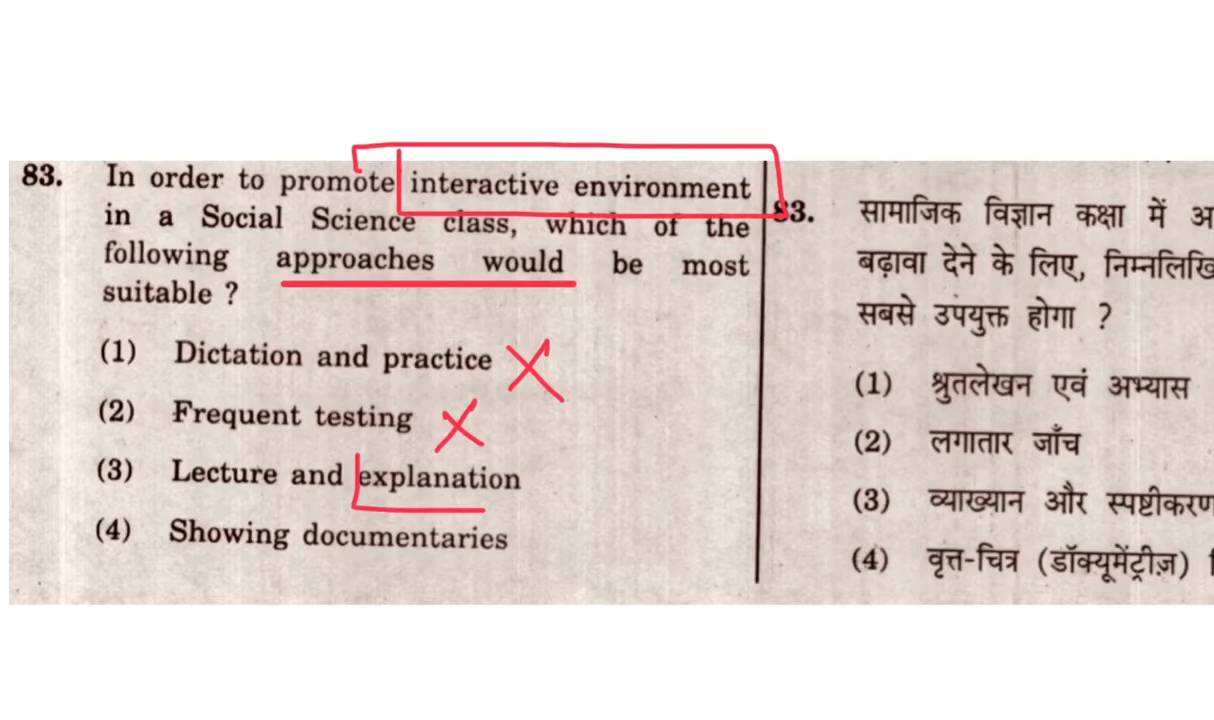 83. In order to promote interactive environment
in a Social Science class, which of the
following approaches would be most
suitable ?
(1) Dictation and practice
(2) Frequent testing
(3) Lecture and explanation
(4) Showing documentaries
83. सामाजिक विज्ञान कक्षा में
बढ़ावा देने के लिए,
सबसे उपयुक्त होगा ?
(1) श्रुतलेखन एवं अभ्यास
(2) लगातार जाँच
(3) व्याख्यान और स्पष्टीकरण
(4) वृत्त-चित्र (डॉक्यूमेंट्रीज़)